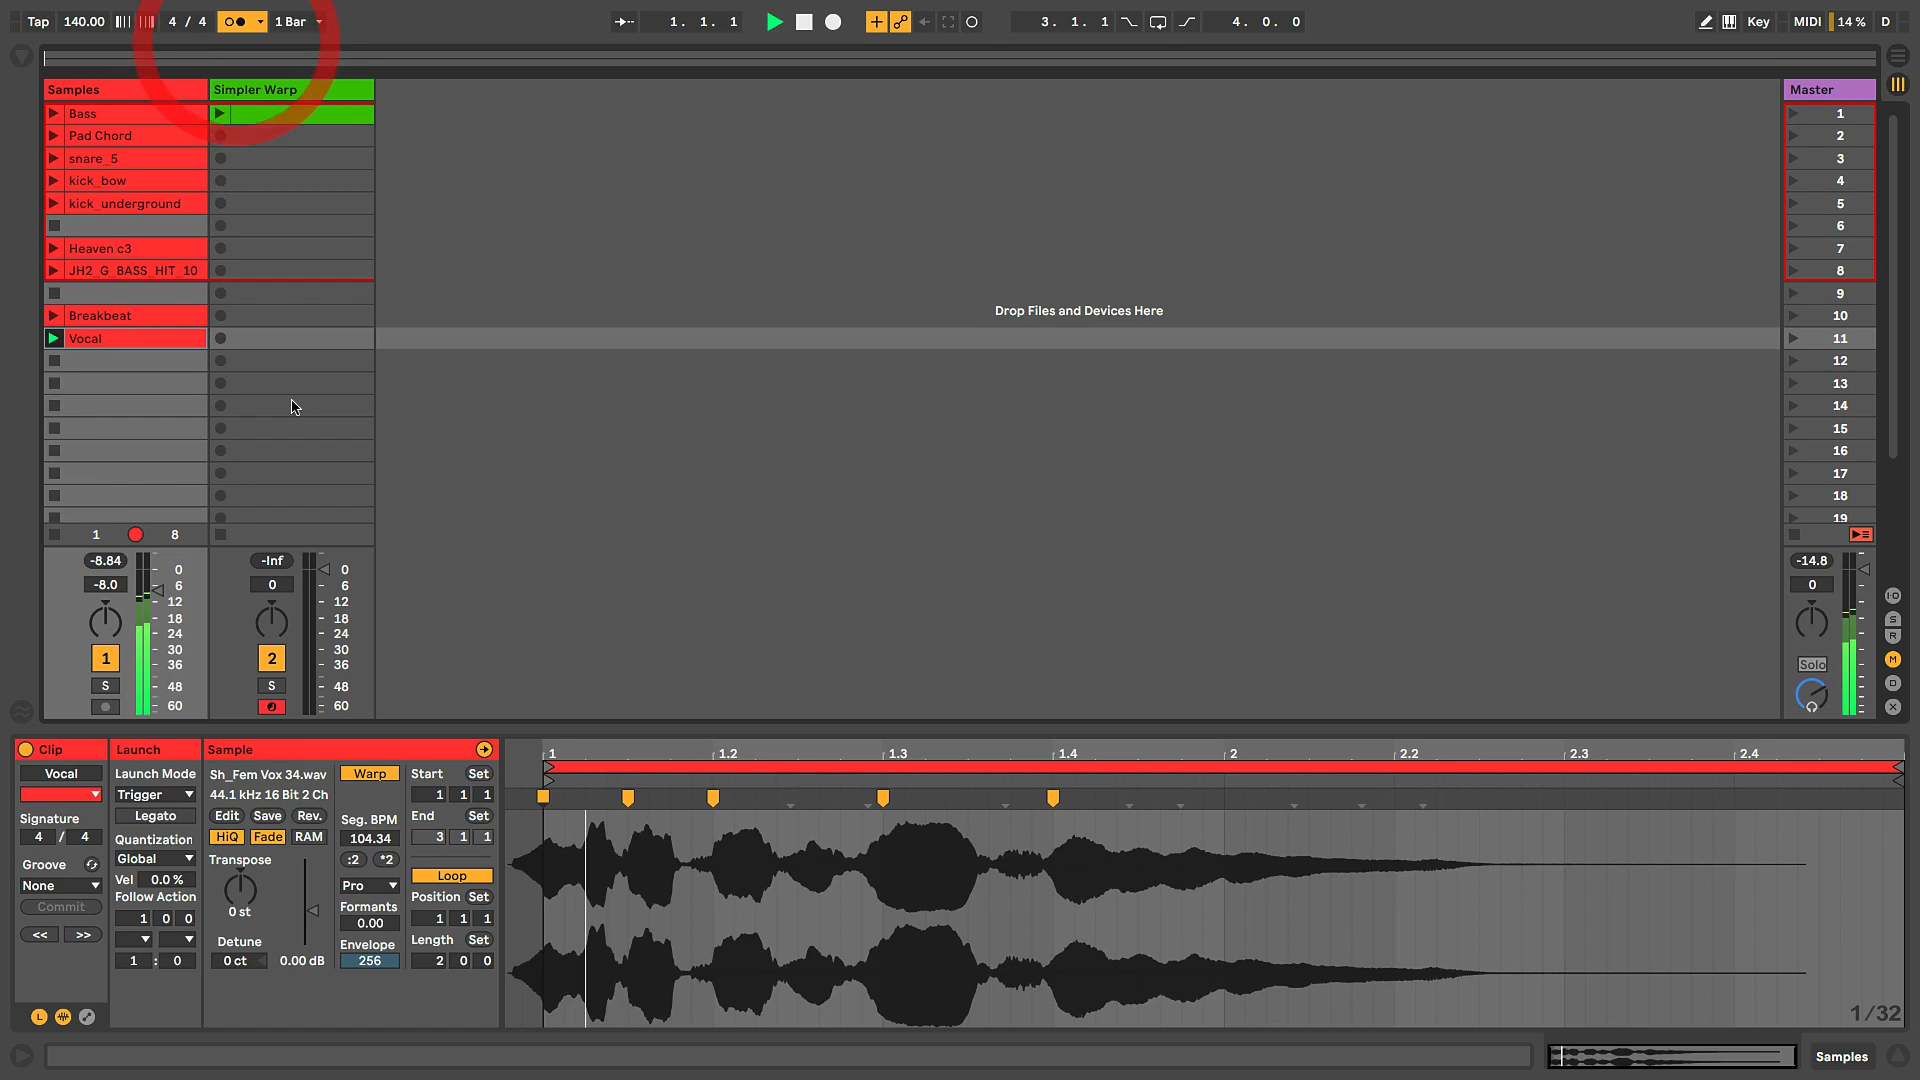 Tap 140.00 4 / 4 1 Bar 1. 1. 1 3. 1. 1 4. 0. 0 Key MIDI 14 % D
Samples Simpler Warp Master
Bass 1
Pad Chord 2
snare_5 3
kick_bow 4
kick_underground 5
6
Heaven c3 7
JH2_G_BASS_HIT_10 8
9
Breakbeat 10
Drop Files and Devices Here
Vocal 11
12
13
14
15
16
17
18
19
1 8
-8.84 -Inf -14.8
-8.0 0 0
0 6 12 18 24 30 36 48 60
0 6 12 18 24 30 36 48 60
1 2 Solo
S S
I·O
S
R
M
D
X
Clip Launch Sample
Vocal Launch Mode Sh_Fem Vox 34.wav Warp Start Set
Trigger 44.1 kHz 16 Bit 2 Ch 1 1 1
Signature Legato Edit Save Rev. Seg. BPM End Set
4 / 4 Quantization HiQ Fade RAM 104.34 3 1 1
Groove Global Transpose :2 *2
None Vel 0.0 % Pro Loop
Commit Follow Action 0 st Formants Position Set
<< >> 1 0 0 0.00 1 1 1
Detune Envelope Length Set
1 : 0 0 ct 0.00 dB 256 2 0 0
L
1 1.2 1.3 1.4 2 2.2 2.3 2.4
1/32
Samples